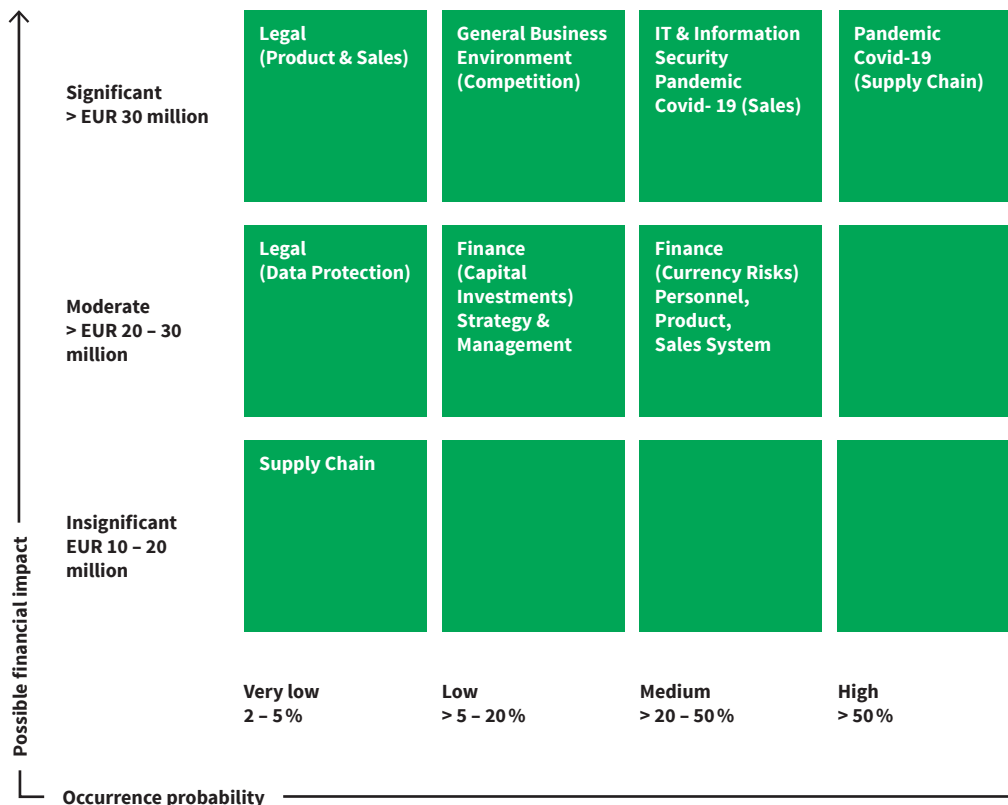 Possible financial impact
Significant
> EUR 30 million
Legal
(Product & Sales)
General Business
Environment
(Competition)
IT & Information
Security
Pandemic
Covid- 19 (Sales)
Pandemic
Covid-19
(Supply Chain)
Moderate
> EUR 20 – 30
million
Legal
(Data Protection)
Finance
(Capital
Investments)
Strategy &
Management
Finance
(Currency Risks)
Personnel,
Product,
Sales System
Insignificant
EUR 10 – 20
million
Supply Chain
Very low
2 – 5 %
Low
> 5 – 20 %
Medium
> 20 – 50 %
High
> 50 %
Occurrence probability